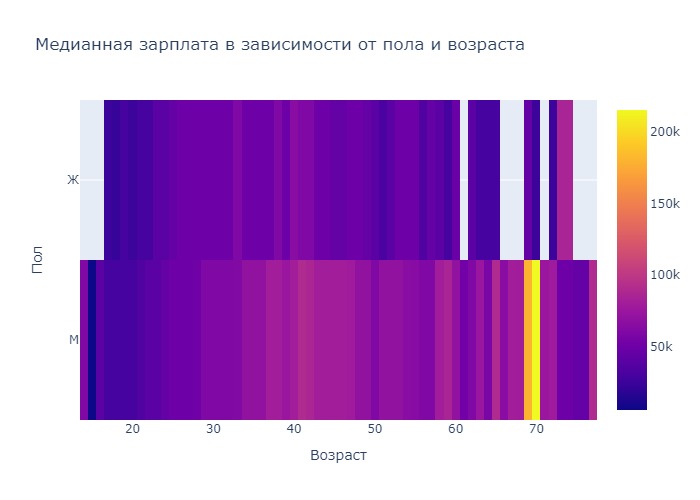 Медианная зарплата в зависимости от пола и возраста
Ж
М
Пол
20 30 40 50 60 70
Возраст
200k
150k
100k
50k